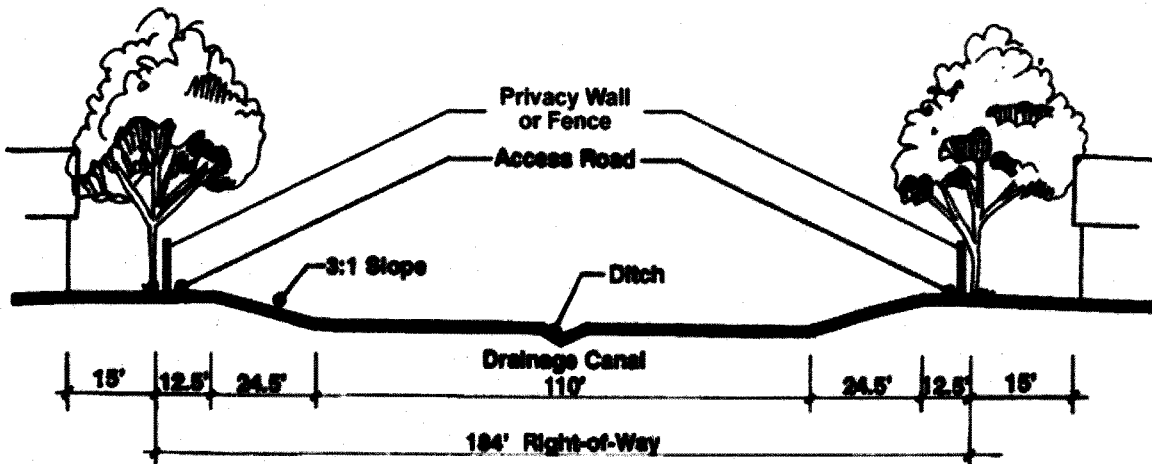 Privacy Wall
or Fence
Access Road
3:1 Slope
Ditch
Drainage Canal
15' 12.5' 24.5' 110' 24.5' 12.5' 15'
184' Right-of-Way